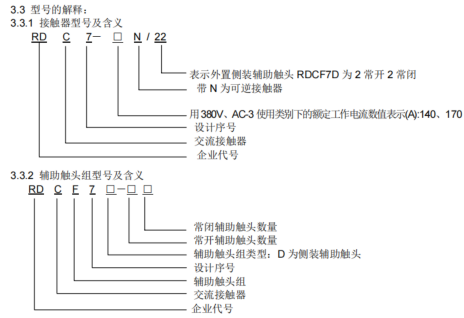 3.3 型号的解释：
3.3.1 接触器型号及含义
RD C 7－□ N / 22
表示外置侧装辅助触头 RDCF7D 为 2 常开 2 常闭
带 N 为可逆接触器
用380V、AC-3 使用类别下的额定工作电流数值表示(A):140、170
设计序号
交流接触器
企业代号
3.3.2 辅助触头组型号及含义
RD C F 7 □－□ □
常闭辅助触头数量
常开辅助触头数量
辅助触头组类型：D 为侧装辅助触头
设计序号
辅助触头组
交流接触器
企业代号